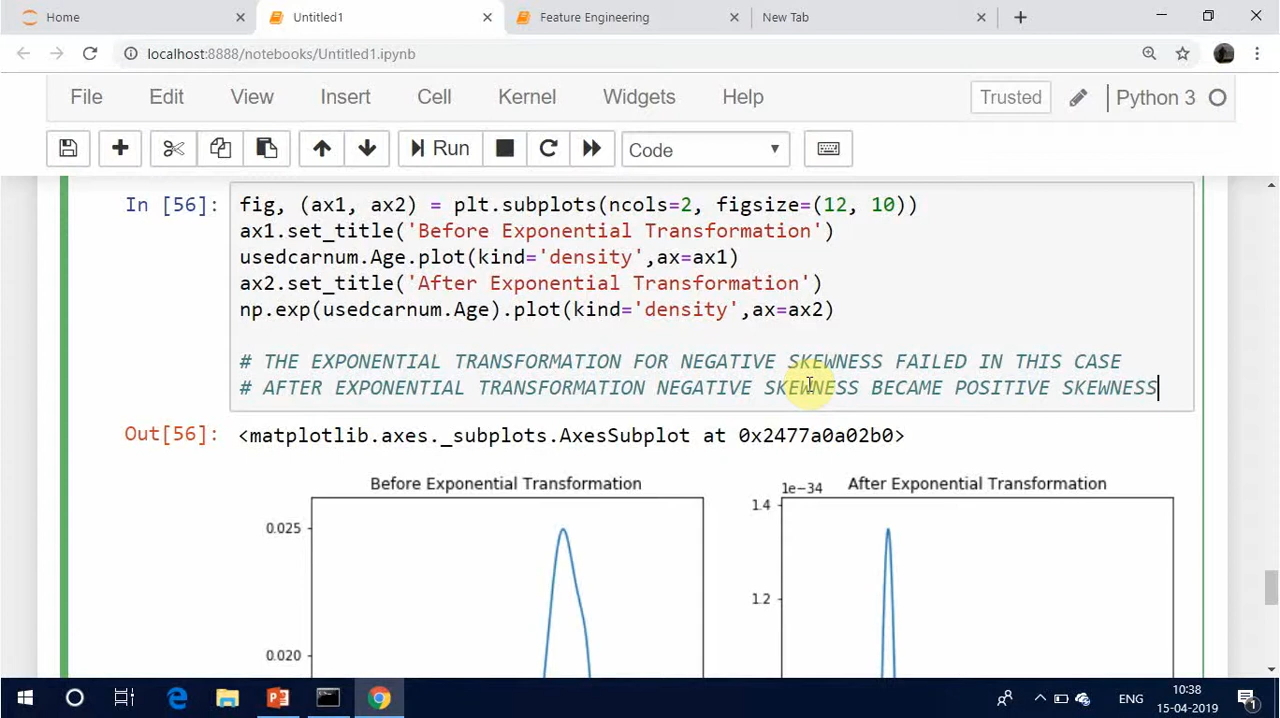 Home
Untitled1
Feature Engineering
New Tab
localhost:8888/notebooks/Untitled1.ipynb
File Edit View Insert Cell Kernel Widgets Help Trusted Python 3
Run Code
In [56]: fig, (ax1, ax2) = plt.subplots(ncols=2, figsize=(12, 10))
ax1.set_title('Before Exponential Transformation')
usedcarnum.Age.plot(kind='density',ax=ax1)
ax2.set_title('After Exponential Transformation')
np.exp(usedcarnum.Age).plot(kind='density',ax=ax2)
# THE EXPONENTIAL TRANSFORMATION FOR NEGATIVE SKEWNESS FAILED IN THIS CASE
# AFTER EXPONENTIAL TRANSFORMATION NEGATIVE SKEWNESS BECAME POSITIVE SKEWNESS
Out[56]: <matplotlib.axes._subplots.AxesSubplot at 0x2477a0a02b0>
Before Exponential Transformation
0.025
0.020
1e-34 After Exponential Transformation
1.4
1.2
ENG
10:38
15-04-2019
1